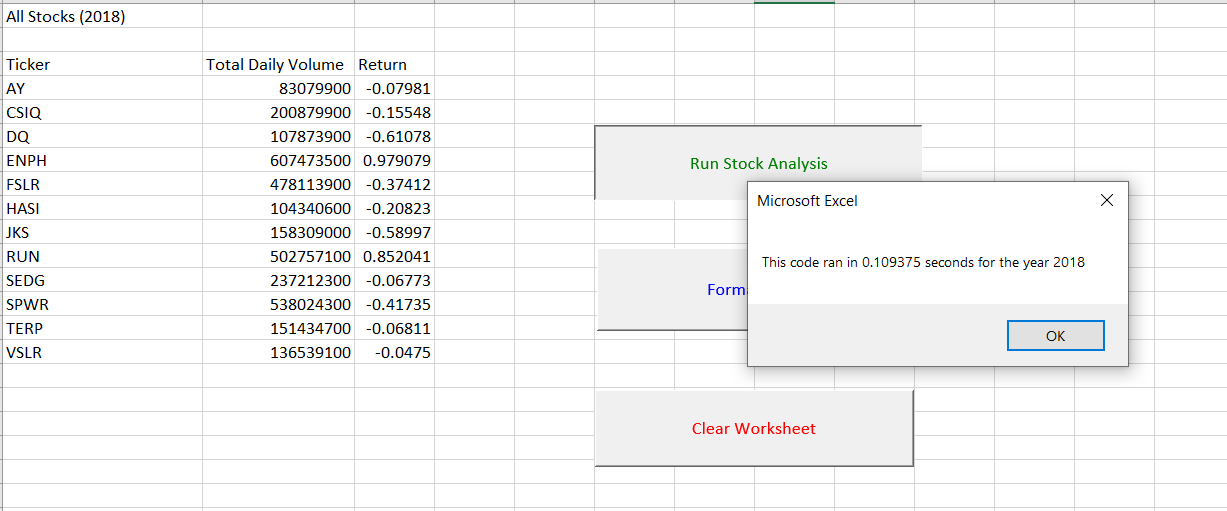 All Stocks (2018)
Ticker Total Daily Volume Return
AY 83079900 -0.07981
CSIQ 200879900 -0.15548
DQ 107873900 -0.61078
ENPH 607473500 0.979079
FSLR 478113900 -0.37412
HASI 104340600 -0.20823
JKS 158309000 -0.58997
RUN 502757100 0.852041
SEDG 237212300 -0.06773
SPWR 538024300 -0.41735
TERP 151434700 -0.06811
VSLR 136539100 -0.0475
Run Stock Analysis
Microsoft Excel
This code ran in 0.109375 seconds for the year 2018
OK
Clear Worksheet